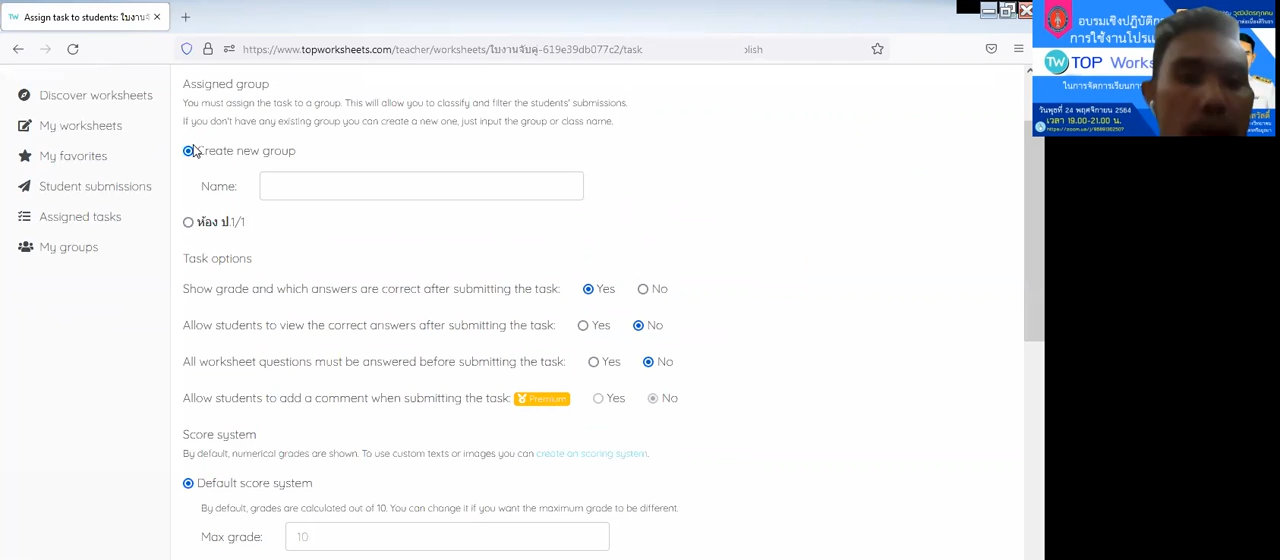 Assign task to students: ใบงานจั
https://www.topworksheets.com/teacher/worksheets/ใบงานจับคู่-619e39db077c2/task
plish
Discover worksheets
My worksheets
My favorites
Student submissions
Assigned tasks
My groups
Assigned group
You must assign the task to a group. This will allow you to classify and filter the students' submissions.
If you don't have any existing group you can create a new one, just input the group or class name.
Create new group
Name:
ห้อง ป.1/1
Task options
Show grade and which answers are correct after submitting the task: Yes No
Allow students to view the correct answers after submitting the task: Yes No
All worksheet questions must be answered before submitting the task: Yes No
Allow students to add a comment when submitting the task: Premium Yes No
Score system
By default, numerical grades are shown. To use custom texts or images you can create an scoring system.
Default score system
By default, grades are calculated out of 10. You can change it if you want the maximum grade to be different.
Max grade: 10
อบรมเชิงปฏิบัติกา
การใช้งานโปรแ
TW TOP Works
ในการจัดการเรียนกา
วันพุธที่ 24 พฤศจิกายน 2564
เวลา 19.00-21.00 น.